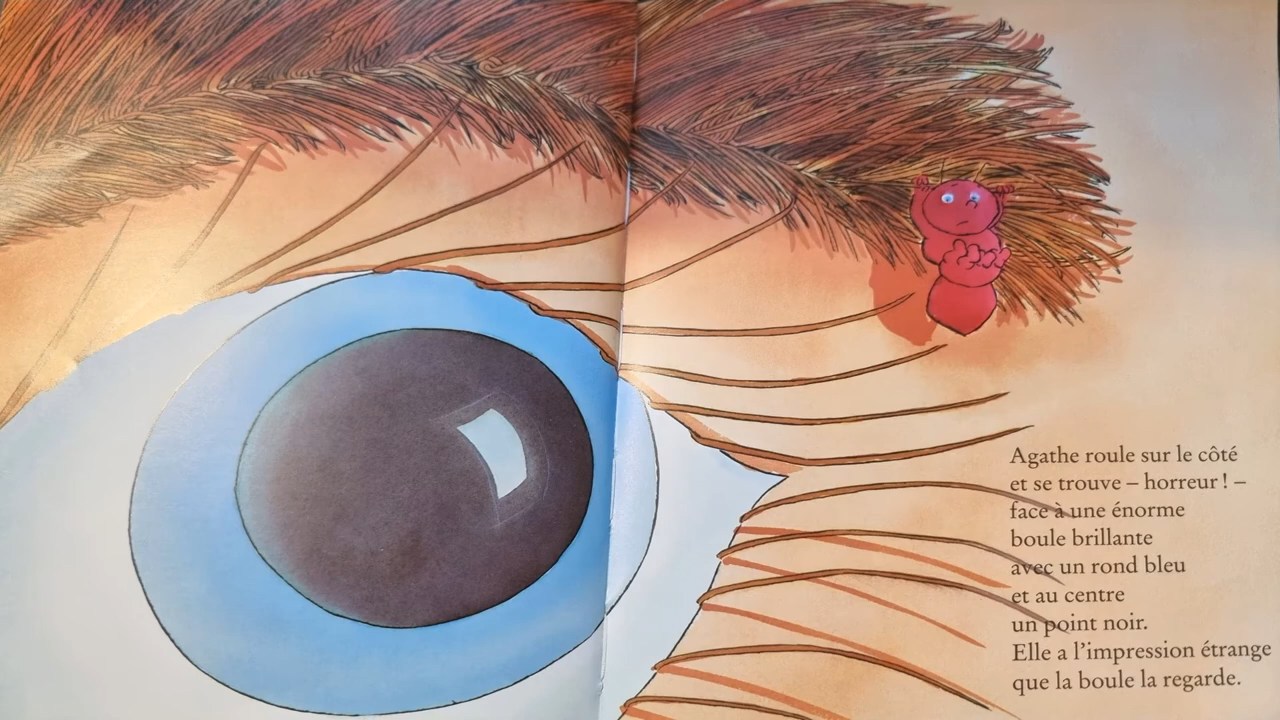 Agathe roule sur le côté
et se trouve – horreur ! –
face à une énorme
boule brillante
avec un rond bleu
et au centre
un point noir.
Elle a l'impression étrange
que la boule la regarde.